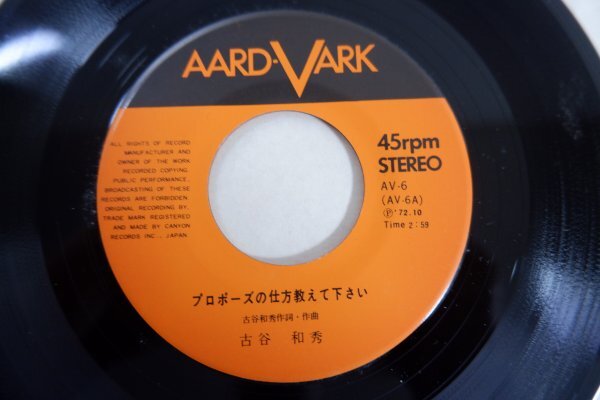 AARD-VARK
ALL RIGHTS OF RECORD
MANUFACTURER AND
OWNER OF THE WORK
RECORDED COPYING.
PUBLIC PERFORMANCE,
BROADCASTING OF THESE
RECORDS ARE FORBIDDEN.
ORIGINAL RECORDING BY,
TRADE MARK REGISTERED
AND MADE BY CANYON
RECORDS INC., JAPAN.
45rpm
STEREO
AV-6
(AV-6A)
Ⓟ'72.10
Time 2:59
プロポーズの仕方教えて下さい
古谷和秀作詞・作曲
古谷 和秀